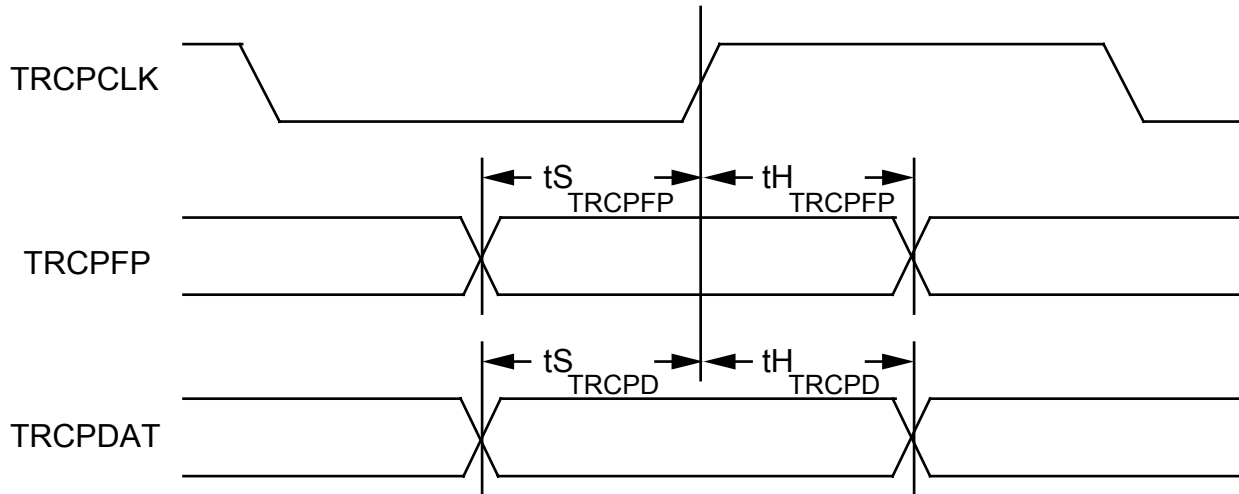 TRCPCLK
tS TRCPFP tH TRCPFP
TRCPFP
tS TRCPD tH TRCPD
TRCPDAT